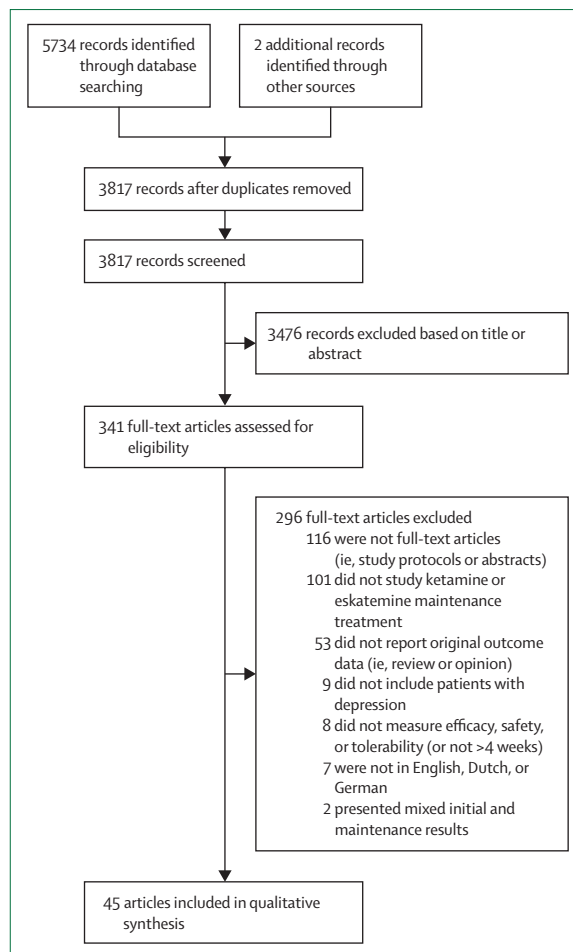 5734 records identified
through database
searching
2 additional records
identified through
other sources
3817 records after duplicates removed
3817 records screened
3476 records excluded based on title or
abstract
341 full-text articles assessed for
eligibility
296 full-text articles excluded
116 were not full-text articles
(ie, study protocols or abstracts)
101 did not study ketamine or
eskatemine maintenance
treatment
53 did not report original outcome
data (ie, review or opinion)
9 did not include patients with
depression
8 did not measure efficacy, safety,
or tolerability (or not >4 weeks)
7 were not in English, Dutch, or
German
2 presented mixed initial and
maintenance results
45 articles included in qualitative
synthesis